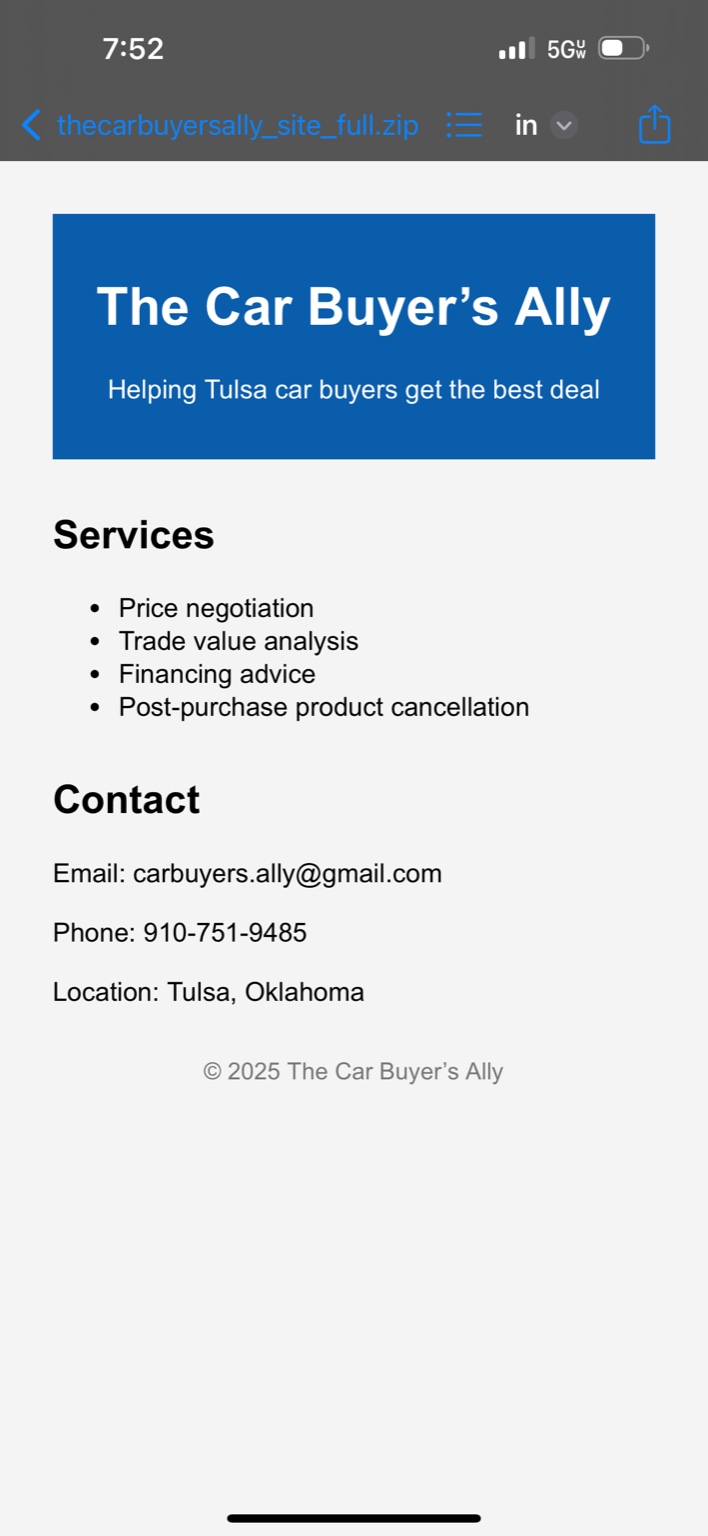 7:52
5GUW
thecarbuyersally_site_full.zip
in
The Car Buyer’s Ally
Helping Tulsa car buyers get the best deal
Services
• Price negotiation
• Trade value analysis
• Financing advice
• Post-purchase product cancellation
Contact
Email: carbuyers.ally@gmail.com
Phone: 910-751-9485
Location: Tulsa, Oklahoma
© 2025 The Car Buyer’s Ally